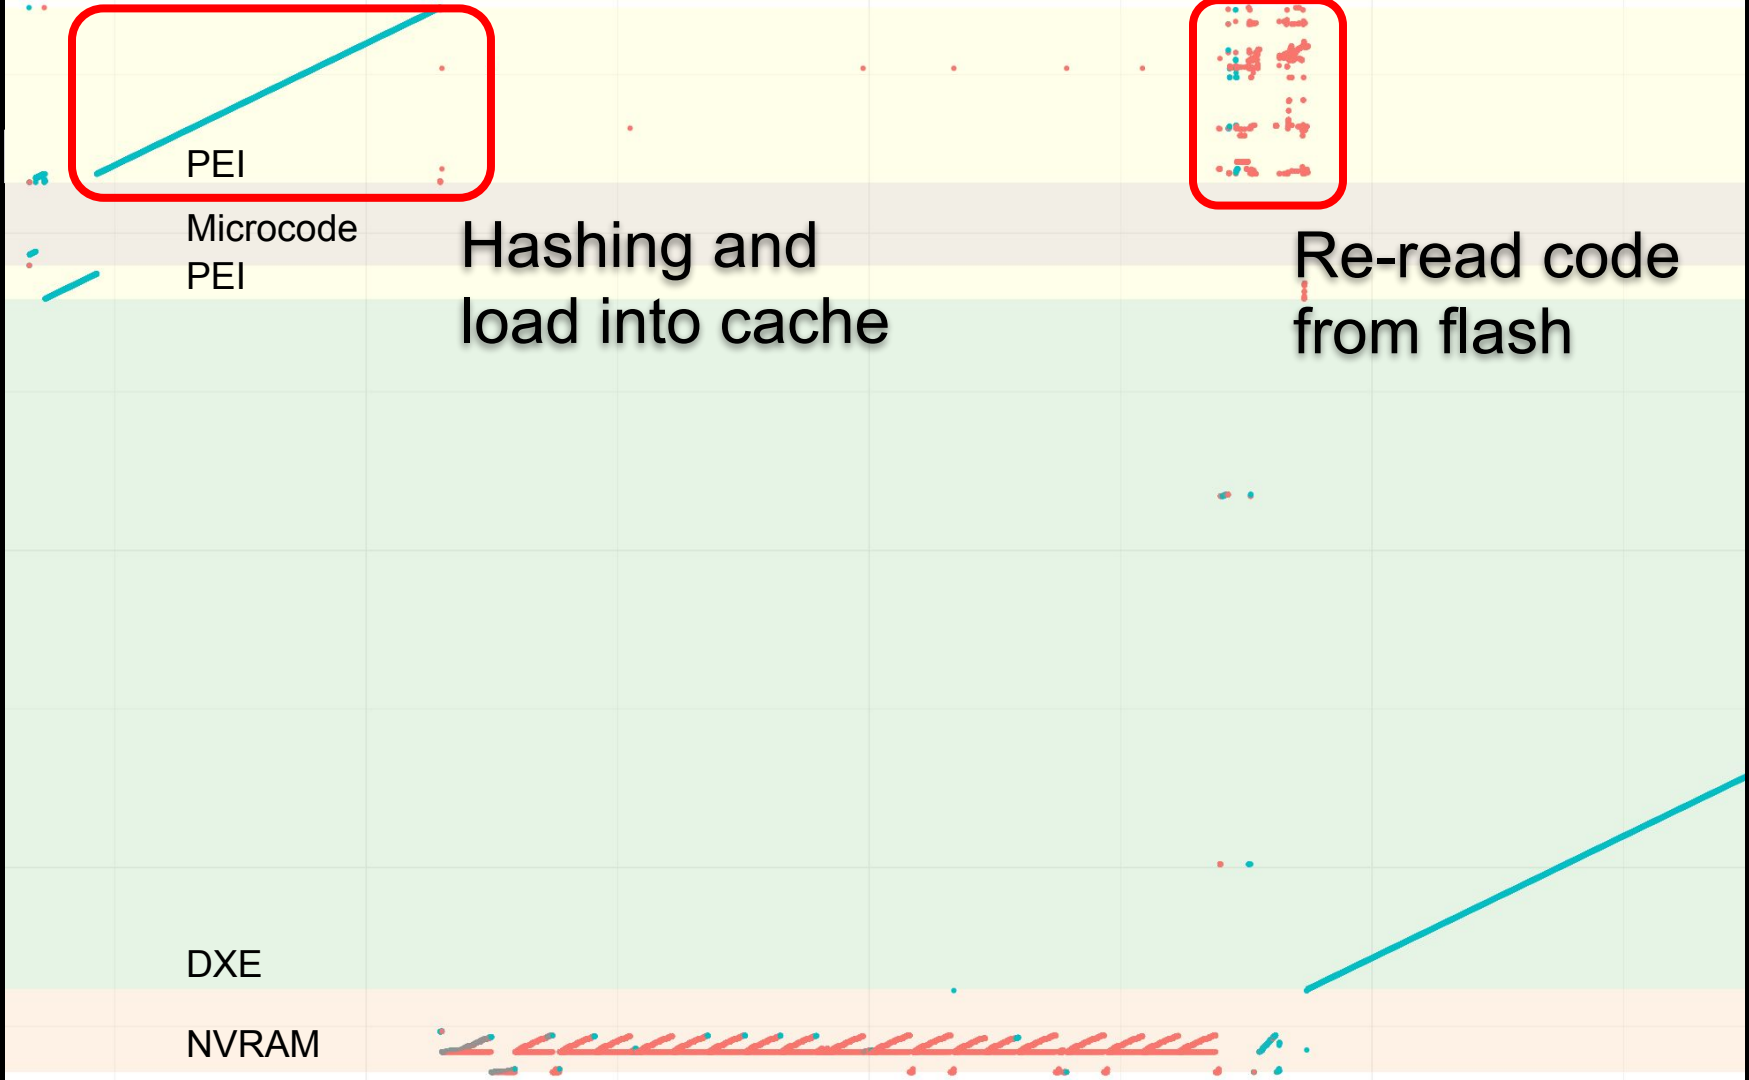 PEI
Microcode
PEI
Hashing and
load into cache
Re-read code
from flash
DXE
NVRAM